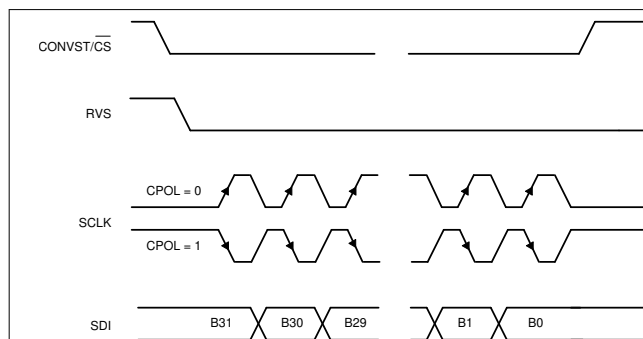 CONVST/CS
RVS
CPOL = 0
SCLK
CPOL = 1
SDI B31 B30 B29 B1 B0